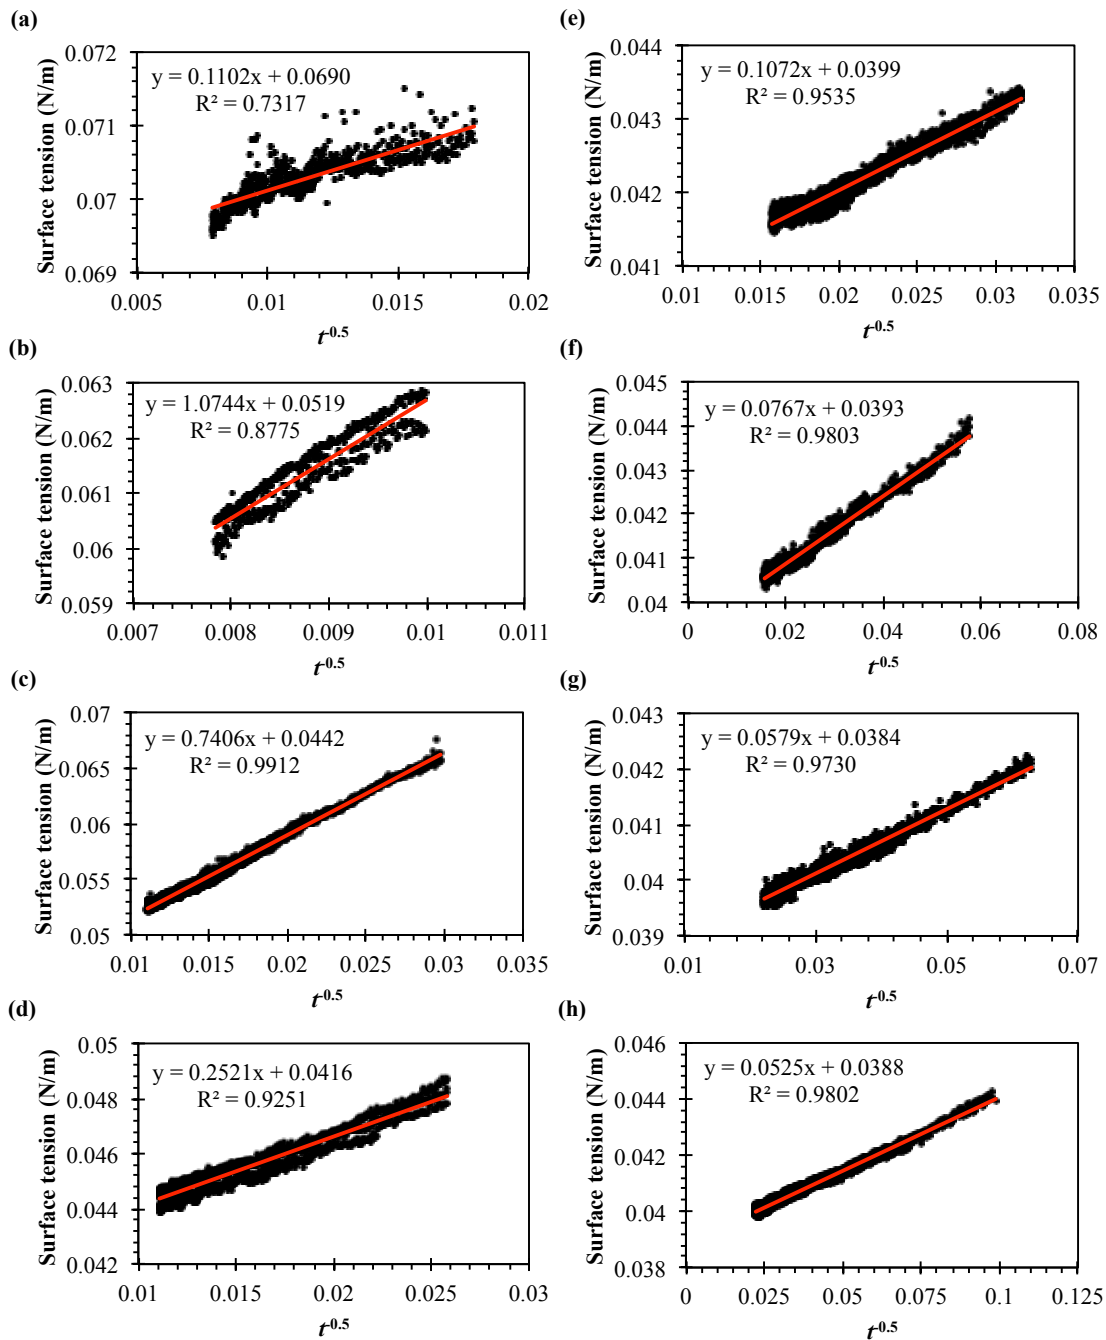 (a)
Surface tension (N/m)
0.072
0.071
0.07
0.069
y = 0.1102x + 0.0690
R² = 0.7317
0.005
0.01
0.015
0.02
t-0.5
(b)
Surface tension (N/m)
0.063
0.062
0.061
0.06
0.059
y = 1.0744x + 0.0519
R² = 0.8775
0.007
0.008
0.009
0.01
0.011
t-0.5
(c)
Surface tension (N/m)
0.07
0.065
0.06
0.055
0.05
y = 0.7406x + 0.0442
R² = 0.9912
0.01
0.015
0.02
0.025
0.03
0.035
t-0.5
(d)
Surface tension (N/m)
0.05
0.048
0.046
0.044
0.042
y = 0.2521x + 0.0416
R² = 0.9251
0.01
0.015
0.02
0.025
0.03
t-0.5
(e)
Surface tension (N/m)
0.044
0.043
0.042
0.041
y = 0.1072x + 0.0399
R² = 0.9535
0.01
0.015
0.02
0.025
0.03
0.035
t-0.5
(f)
Surface tension (N/m)
0.045
0.044
0.043
0.042
0.041
0.04
y = 0.0767x + 0.0393
R² = 0.9803
0
0.02
0.04
0.06
0.08
t-0.5
(g)
Surface tension (N/m)
0.043
0.042
0.041
0.04
0.039
y = 0.0579x + 0.0384
R² = 0.9730
0.01
0.03
0.05
0.07
t-0.5
(h)
Surface tension (N/m)
0.046
0.044
0.042
0.04
0.038
y = 0.0525x + 0.0388
R² = 0.9802
0
0.025
0.05
0.075
0.1
0.125
t-0.5